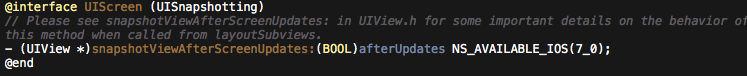 @interface UIScreen (UISnapshotting)
// Please see snapshotViewAfterScreenUpdates: in UIView.h for some important details on the behavior of
this method when called from layoutSubviews.
- (UIView *)snapshotViewAfterScreenUpdates:(BOOL)afterUpdates NS_AVAILABLE_IOS(7_0);
@end